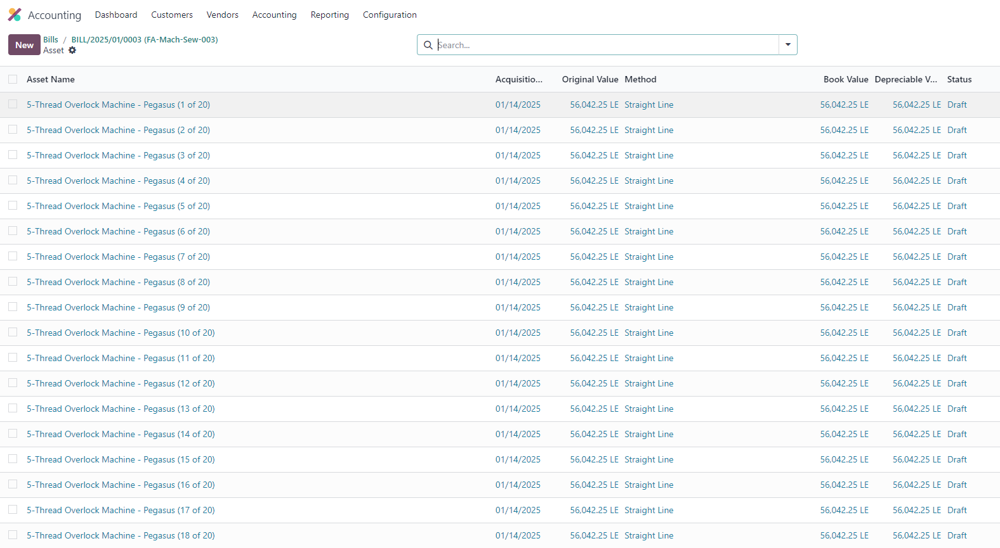 Accounting Dashboard Customers Vendors Accounting Reporting Configuration
New Bills / BILL/2025/01/0003 (FA-Mach-Sew-003)
Asset
Search...
Asset Name Acquisitio... Original Value Method Book Value Depreciable V... Status
5-Thread Overlock Machine - Pegasus (1 of 20) 01/14/2025 56,042.25 LE Straight Line 56,042.25 LE 56,042.25 LE Draft
5-Thread Overlock Machine - Pegasus (2 of 20) 01/14/2025 56,042.25 LE Straight Line 56,042.25 LE 56,042.25 LE Draft
5-Thread Overlock Machine - Pegasus (3 of 20) 01/14/2025 56,042.25 LE Straight Line 56,042.25 LE 56,042.25 LE Draft
5-Thread Overlock Machine - Pegasus (4 of 20) 01/14/2025 56,042.25 LE Straight Line 56,042.25 LE 56,042.25 LE Draft
5-Thread Overlock Machine - Pegasus (5 of 20) 01/14/2025 56,042.25 LE Straight Line 56,042.25 LE 56,042.25 LE Draft
5-Thread Overlock Machine - Pegasus (6 of 20) 01/14/2025 56,042.25 LE Straight Line 56,042.25 LE 56,042.25 LE Draft
5-Thread Overlock Machine - Pegasus (7 of 20) 01/14/2025 56,042.25 LE Straight Line 56,042.25 LE 56,042.25 LE Draft
5-Thread Overlock Machine - Pegasus (8 of 20) 01/14/2025 56,042.25 LE Straight Line 56,042.25 LE 56,042.25 LE Draft
5-Thread Overlock Machine - Pegasus (9 of 20) 01/14/2025 56,042.25 LE Straight Line 56,042.25 LE 56,042.25 LE Draft
5-Thread Overlock Machine - Pegasus (10 of 20) 01/14/2025 56,042.25 LE Straight Line 56,042.25 LE 56,042.25 LE Draft
5-Thread Overlock Machine - Pegasus (11 of 20) 01/14/2025 56,042.25 LE Straight Line 56,042.25 LE 56,042.25 LE Draft
5-Thread Overlock Machine - Pegasus (12 of 20) 01/14/2025 56,042.25 LE Straight Line 56,042.25 LE 56,042.25 LE Draft
5-Thread Overlock Machine - Pegasus (13 of 20) 01/14/2025 56,042.25 LE Straight Line 56,042.25 LE 56,042.25 LE Draft
5-Thread Overlock Machine - Pegasus (14 of 20) 01/14/2025 56,042.25 LE Straight Line 56,042.25 LE 56,042.25 LE Draft
5-Thread Overlock Machine - Pegasus (15 of 20) 01/14/2025 56,042.25 LE Straight Line 56,042.25 LE 56,042.25 LE Draft
5-Thread Overlock Machine - Pegasus (16 of 20) 01/14/2025 56,042.25 LE Straight Line 56,042.25 LE 56,042.25 LE Draft
5-Thread Overlock Machine - Pegasus (17 of 20) 01/14/2025 56,042.25 LE Straight Line 56,042.25 LE 56,042.25 LE Draft
5-Thread Overlock Machine - Pegasus (18 of 20) 01/14/2025 56,042.25 LE Straight Line 56,042.25 LE 56,042.25 LE Draft